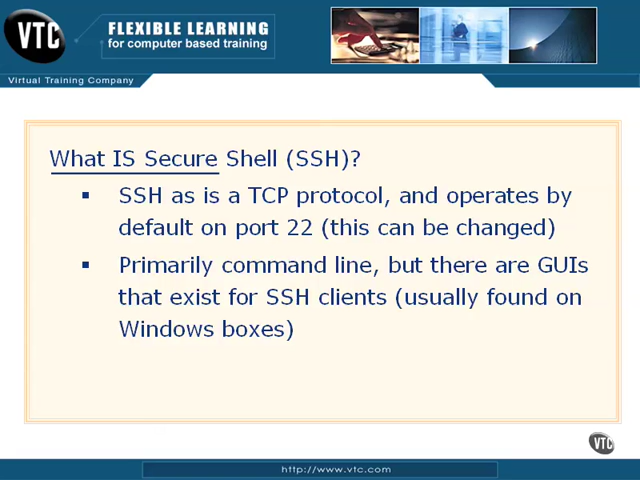 VTC
FLEXIBLE LEARNING
for computer based training
Virtual Training Company
What IS Secure Shell (SSH)?
▪ SSH as is a TCP protocol, and operates by
default on port 22 (this can be changed)
▪ Primarily command line, but there are GUIs
that exist for SSH clients (usually found on
Windows boxes)
VTC
http://www.vtc.com